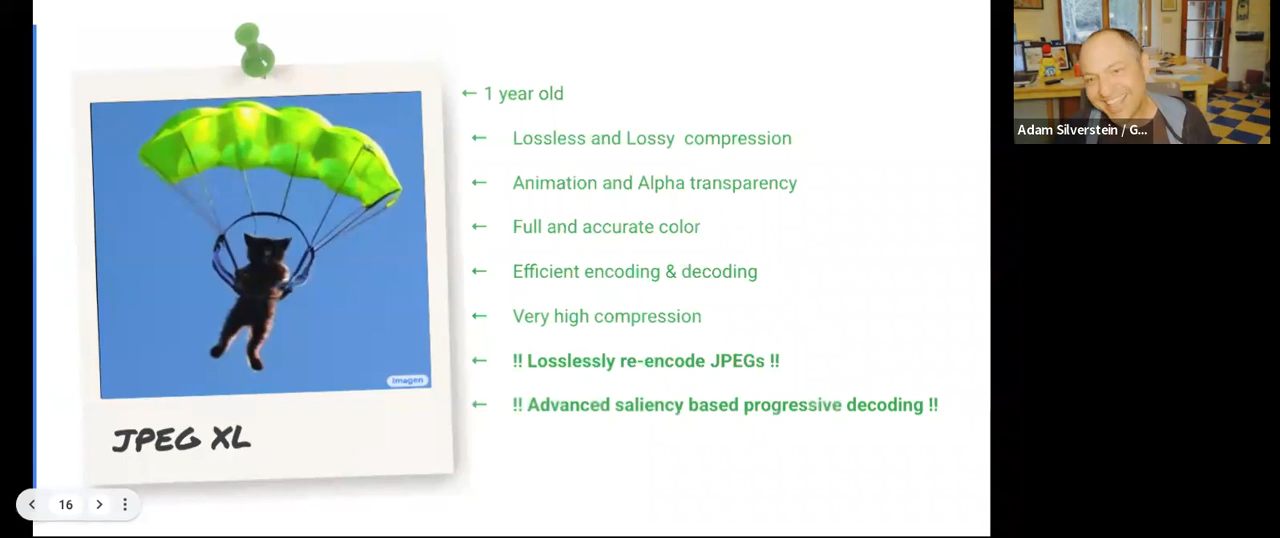 ← 1 year old
← Lossless and Lossy compression
← Animation and Alpha transparency
← Full and accurate color
← Efficient encoding & decoding
← Very high compression
← !! Losslessly re-encode JPEGs !!
← !! Advanced saliency based progressive decoding !!
Imagen
JPEG XL
16
Adam Silverstein / G...